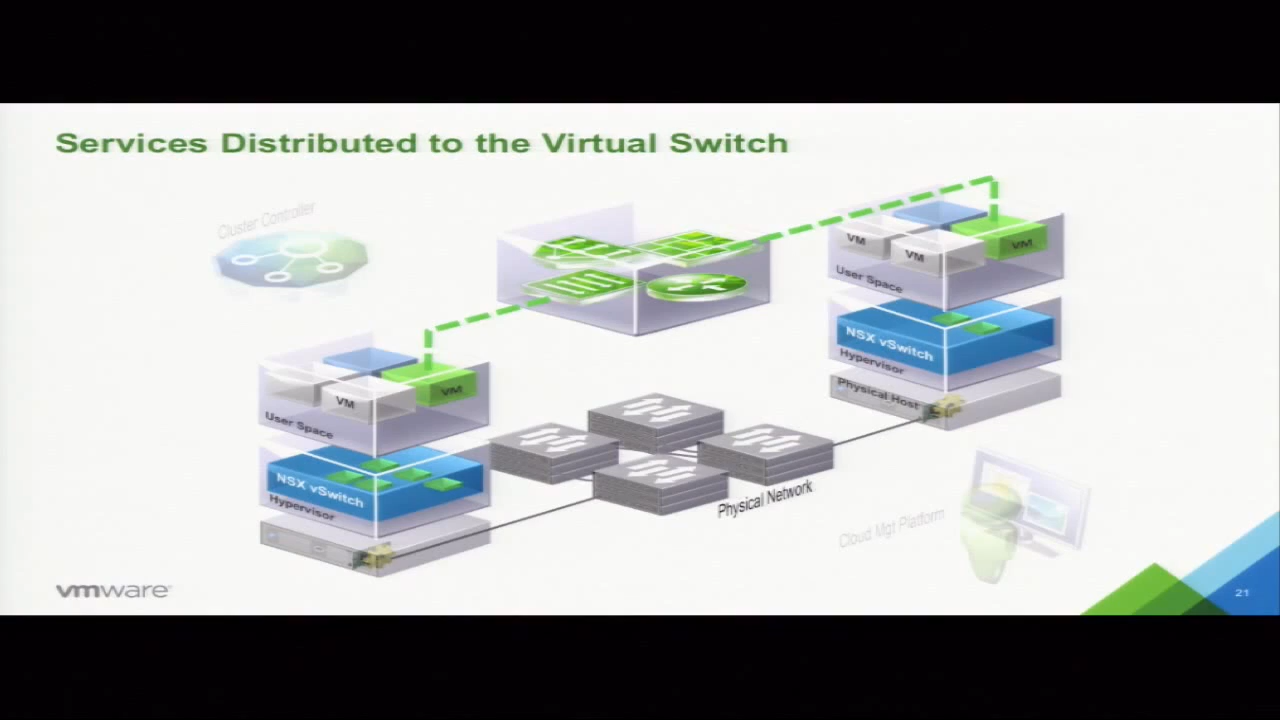 Services Distributed to the Virtual Switch
Cluster Controller
VM
VM
VM
User Space
NSX vSwitch
Hypervisor
Physical Host
VM
VM
User Space
NSX vSwitch
Hypervisor
Physical Network
Cloud Mgt Platform
vmware
21